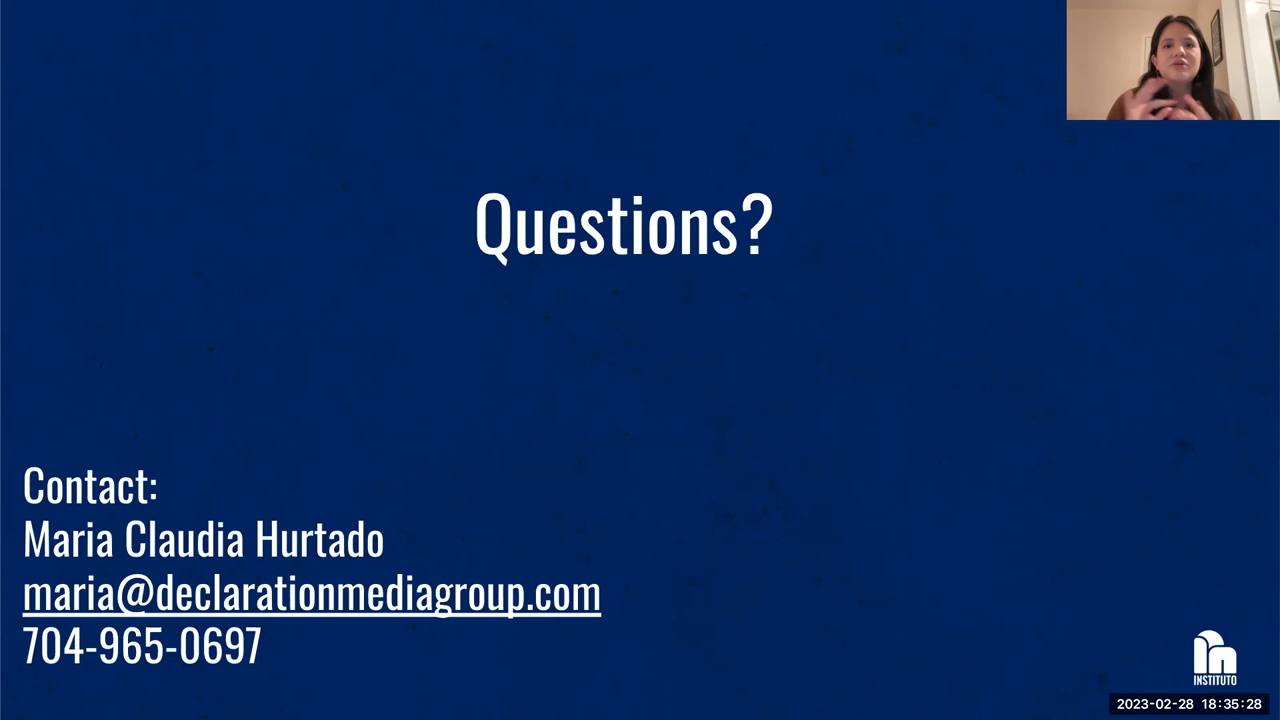 Questions?
Contact:
Maria Claudia Hurtado
maria@declarationmediagroup.com
704-965-0697
INSTITUTO
2023-02-28 18:35:28